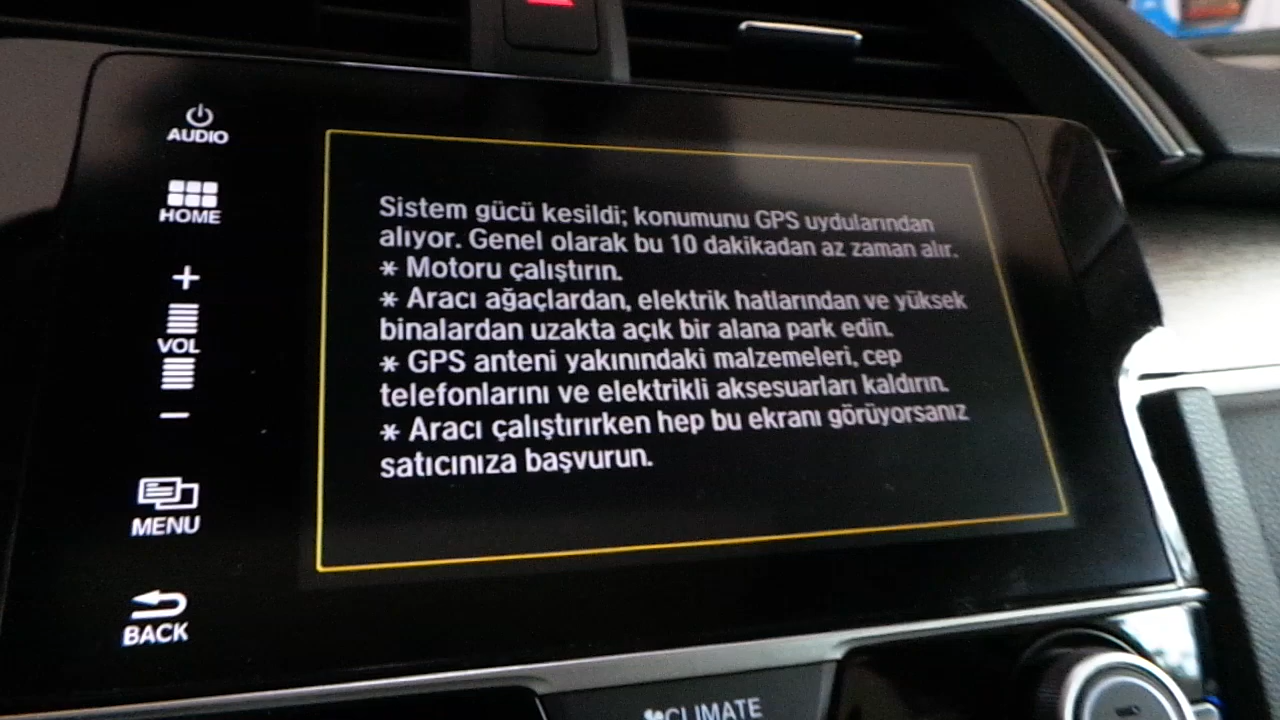 AUDIO
HOME
+
VOL
−
MENU
BACK
Sistem gücü kesildi; konumunu GPS uydularından
alıyor. Genel olarak bu 10 dakikadan az zaman alır.
* Motoru çalıştırın.
* Aracı ağaçlardan, elektrik hatlarından ve yüksek
binalardan uzakta açık bir alana park edin.
* GPS anteni yakınındaki malzemeleri, cep
telefonlarını ve elektrikli aksesuarları kaldırın.
* Aracı çalıştırırken hep bu ekranı görüyorsanız
satıcınıza başvurun.
CLIMATE